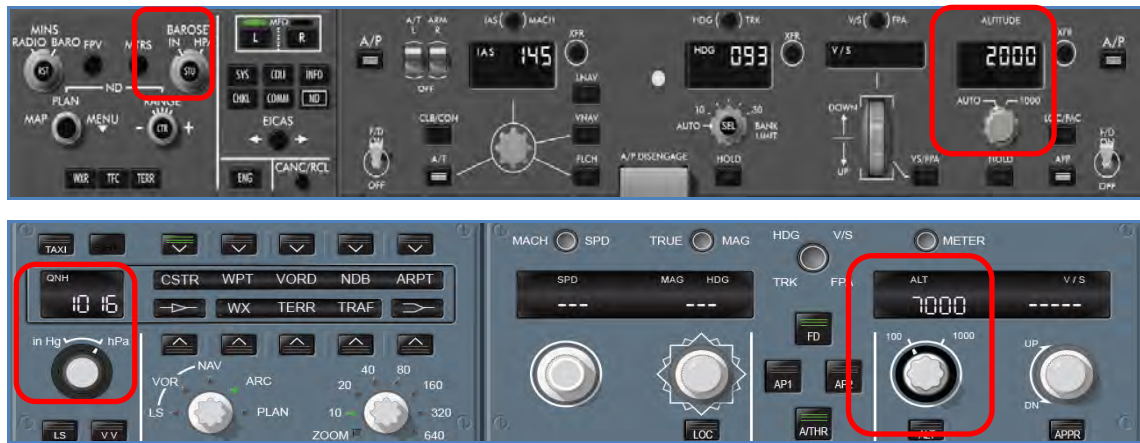 MINS
RADIO BARO FPV MTRS
BAROSET
IN HPA
RST
STD
ND
PLAN
MAP
MENU
RANGE
- CTR +
WXR TFC TERR
MFD
L R
SYS CDU INFO
CHKL COMM ND
EICAS
ENG
CANC/RCL
A/P
F/D
ON
OFF
A/T ARM
L R
OFF
CLB/CON
A/T
IAS MACH
IAS 145
XFR
LNAV
VNAV
FLCH
A/P DISENGAGE
HDG TRK
HDG 093
XFR
10 30
AUTO SEL BANK
LIMIT
HOLD
V/S FPA
V/S
DOWN
UP
VS/FPA
ALTITUDE
2000
XFR
AUTO 1000
HOLD
A/P
LOC/FAC
APP
F/D
ON
OFF
TAXI
QNH
1016
in Hg hPa
LS VV
CSTR WPT VORD NDB ARPT
WX TERR TRAF
NAV
VOR ARC
LS PLAN
40 80
20 160
10 320
ZOOM 640
MACH SPD
SPD
---
TRUE MAG
MAG HDG
---
LOC
HDG V/S
TRK FPA
FD
AP1 AP2
A/THR
METER
ALT V/S
7000 -----
100 1000
ALT
UP
DN
APPR